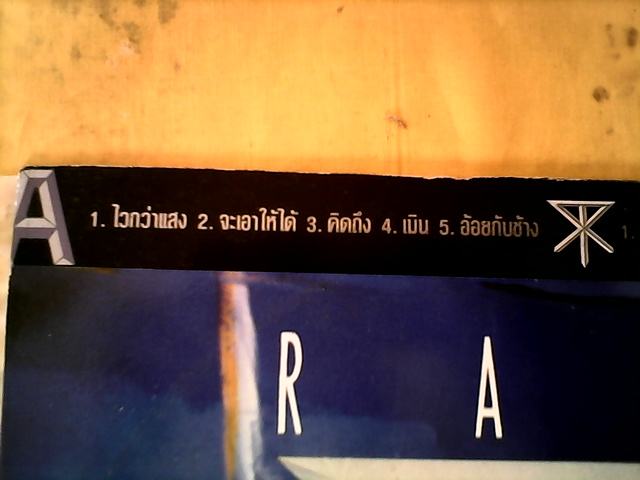 A 1. ไวกว่าแสง 2. จะเอาให้ได้ 3. คิดถึง 4. เมิน 5. อ้อยกับช้าง 1.
R A